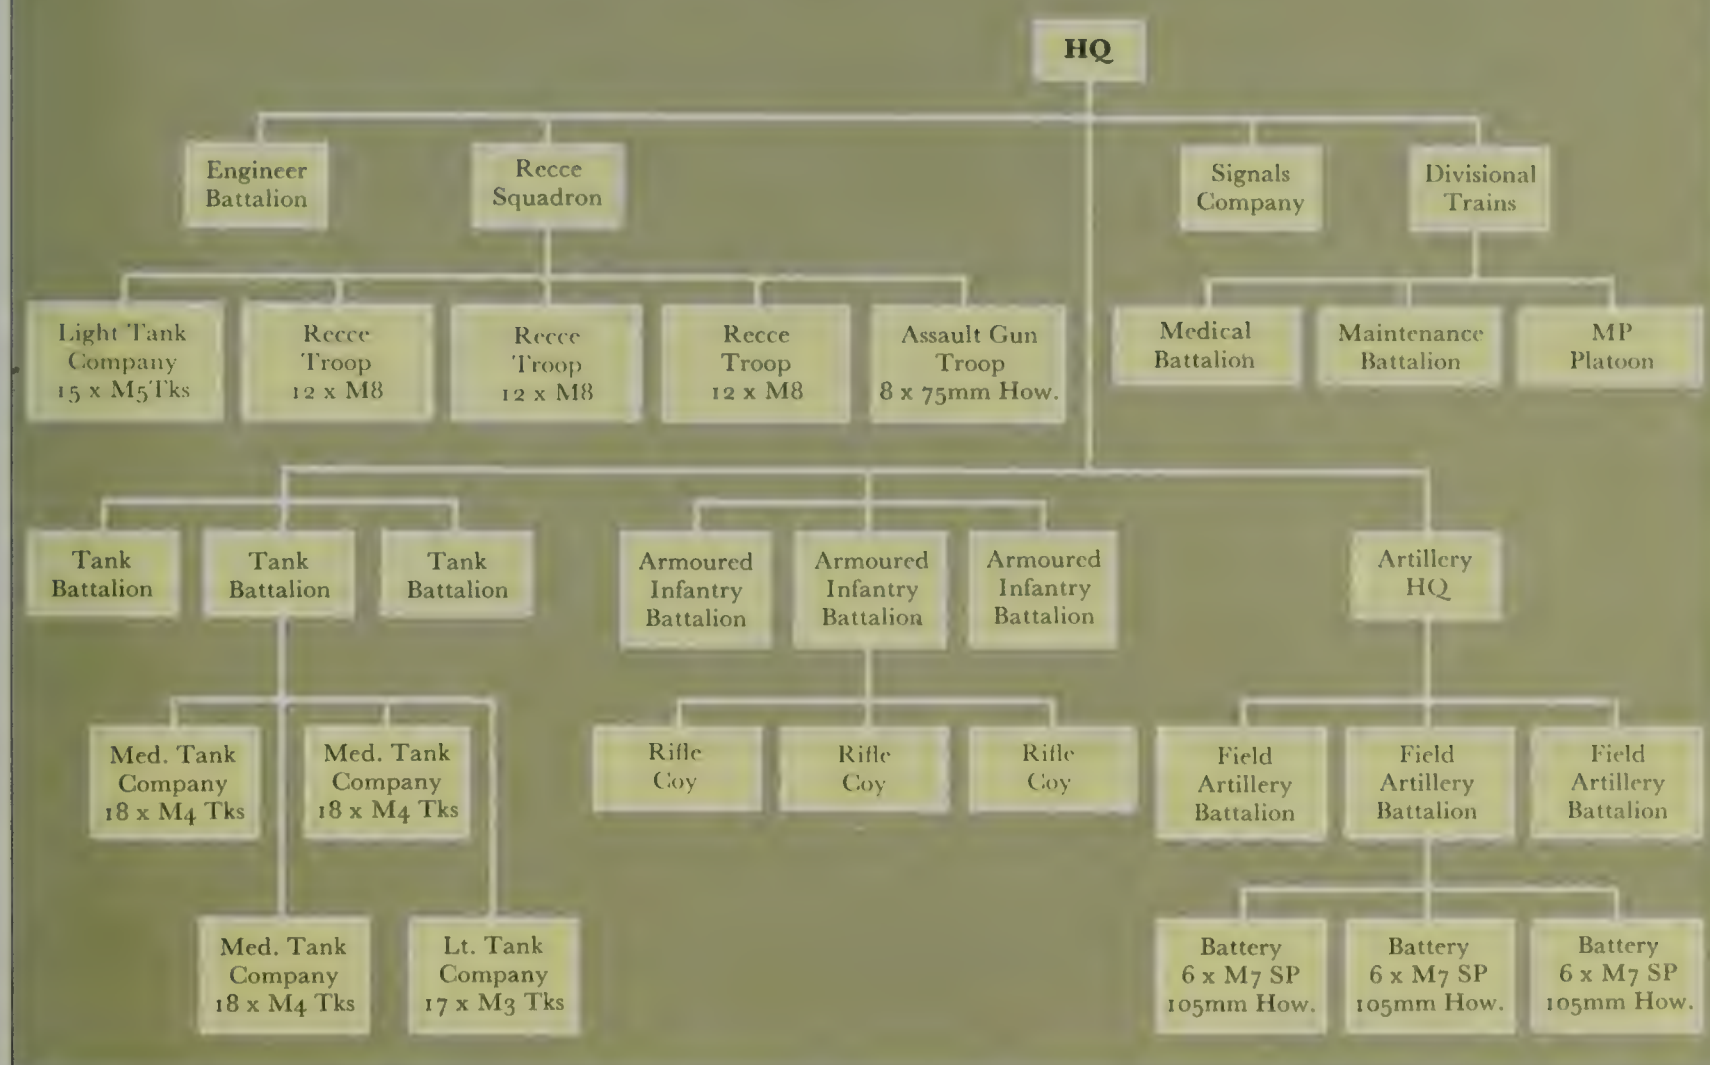 HQ
Engineer
Battalion
Recce
Squadron
Signals
Company
Divisional
Trains
Light Tank
Company
15 x M5 Tks
Recce
Troop
12 x M8
Recce
Troop
12 x M8
Recce
Troop
12 x M8
Assault Gun
Troop
8 x 75mm How.
Medical
Battalion
Maintenance
Battalion
MP
Platoon
Tank
Battalion
Tank
Battalion
Tank
Battalion
Armoured
Infantry
Battalion
Armoured
Infantry
Battalion
Armoured
Infantry
Battalion
Artillery
HQ
Med. Tank
Company
18 x M4 Tks
Med. Tank
Company
18 x M4 Tks
Rifle
Coy
Rifle
Coy
Rifle
Coy
Field
Artillery
Battalion
Field
Artillery
Battalion
Field
Artillery
Battalion
Med. Tank
Company
18 x M4 Tks
Lt. Tank
Company
17 x M3 Tks
Battery
6 x M7 SP
105mm How.
Battery
6 x M7 SP
105mm How.
Battery
6 x M7 SP
105mm How.